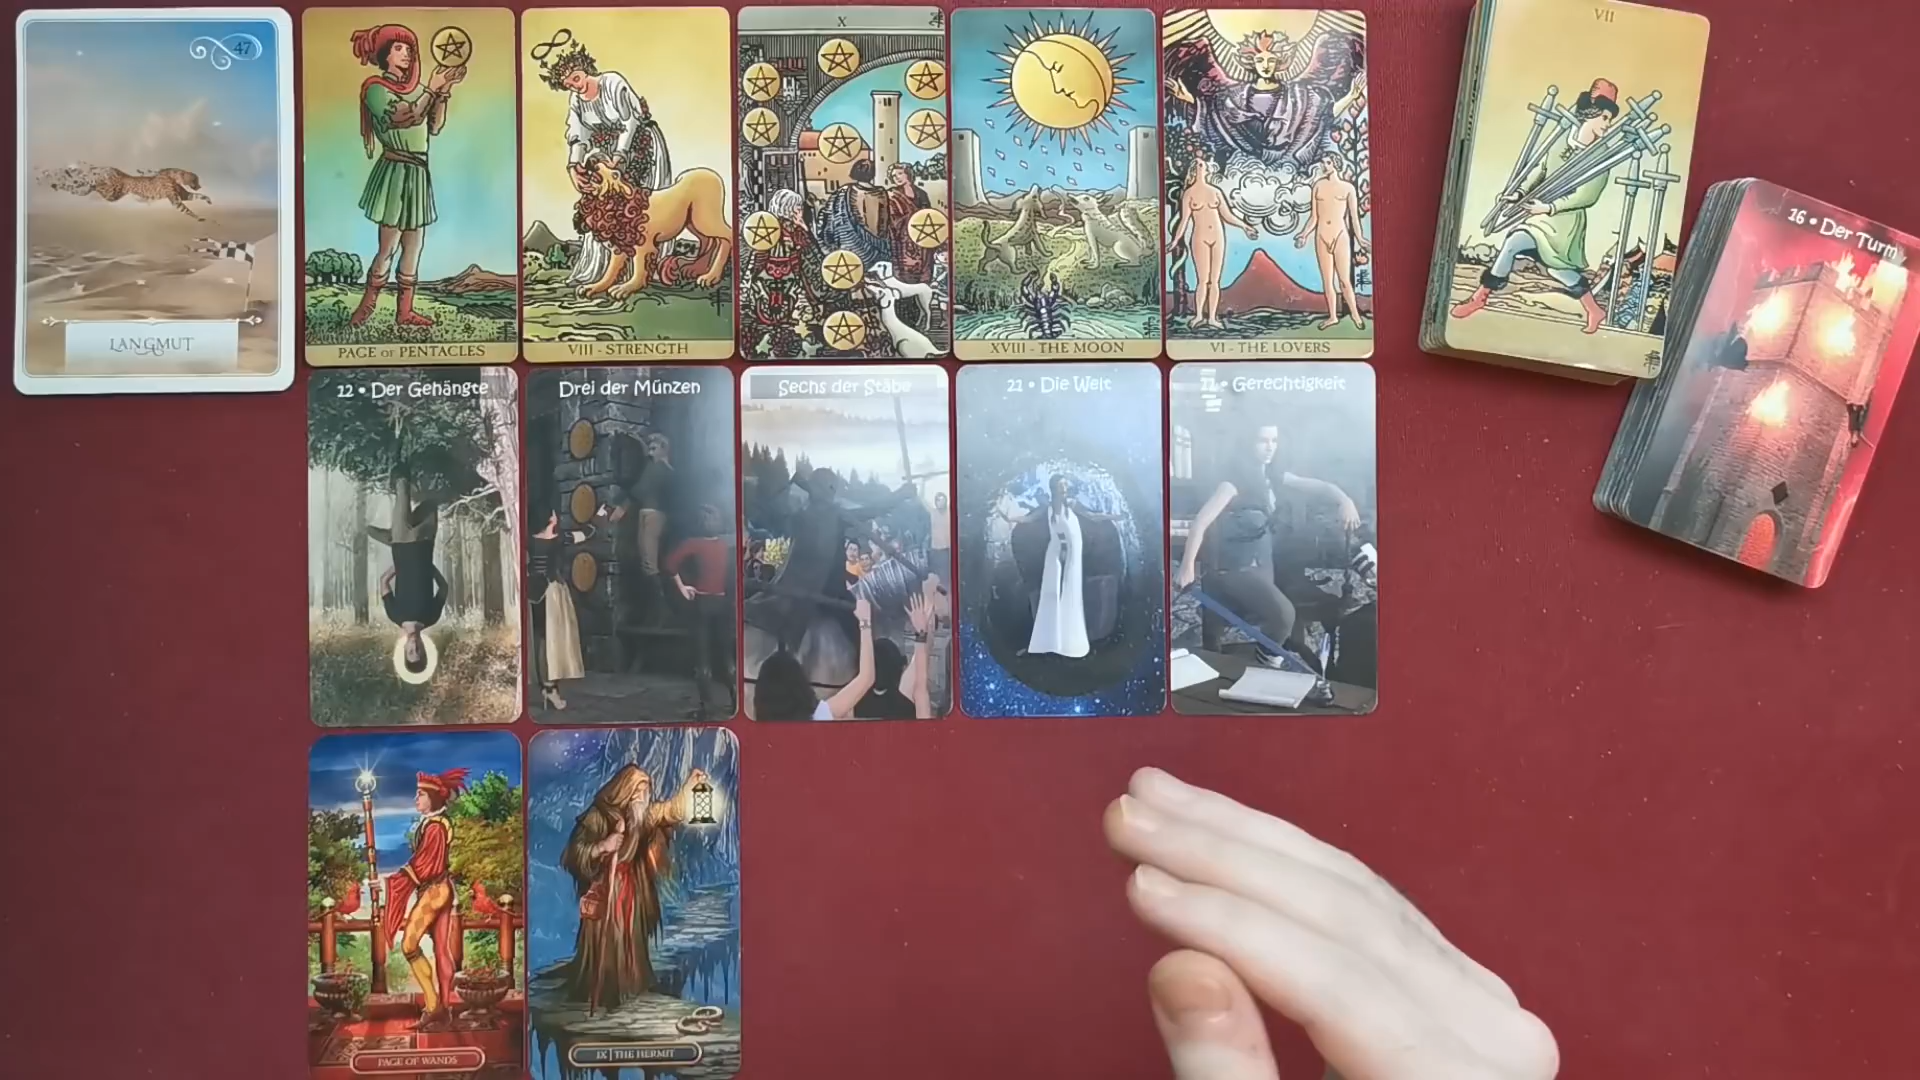 47
LANGMUT
PAGE OF PENTACLES
VIII - STRENGTH
X
XVIII - THE MOON
VI - THE LOVERS
VII
16 • Der Turm
12 • Der Gehängte
Drei der Münzen
Sechs der Stäbe
21 • Die Welt
11 • Gerechtigkeit
PAGE OF WANDS
IX | THE HERMIT